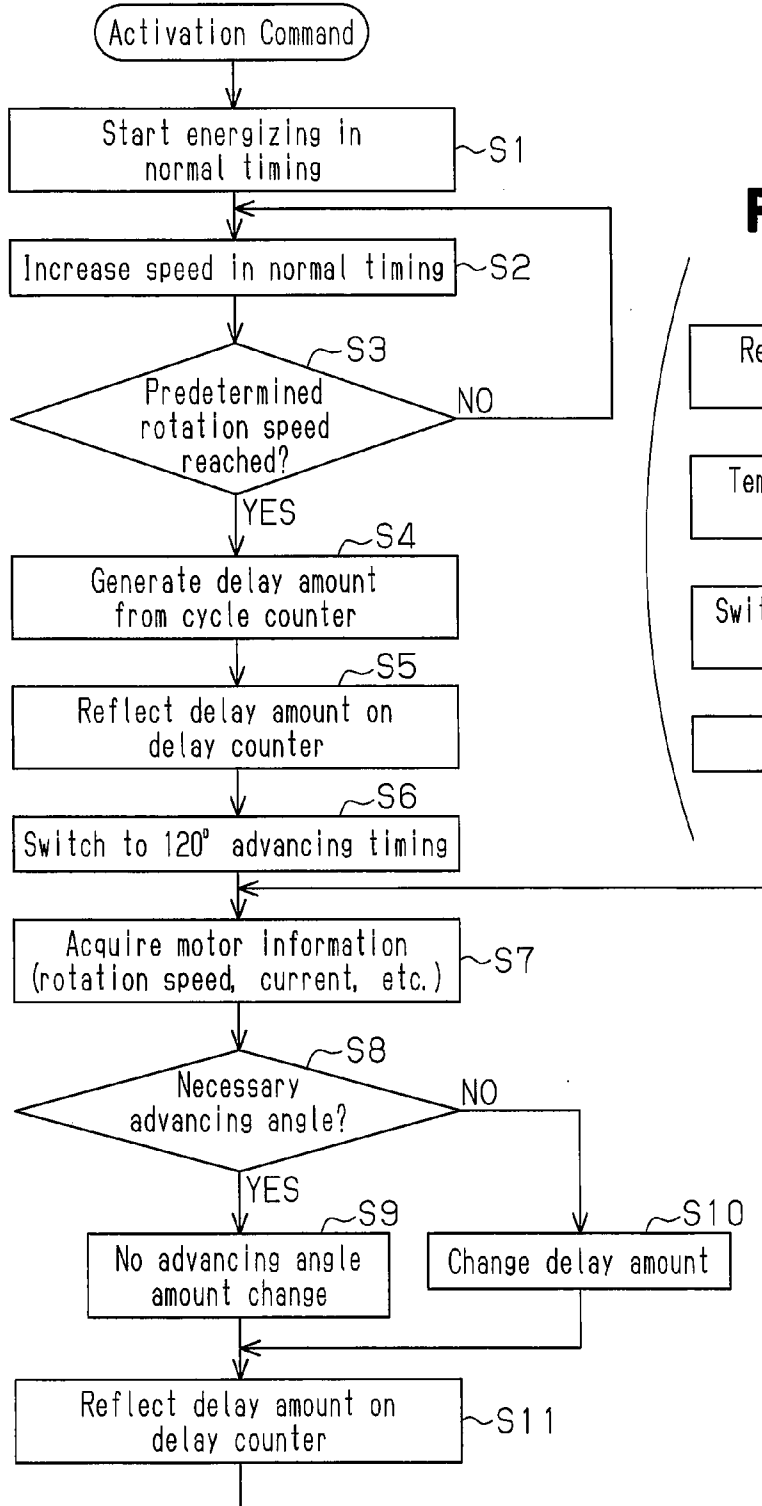 Activation Command
Start energizing in
normal timing
S1
Increase speed in normal timing
S2
S3
Predetermined
rotation speed
reached?
NO
YES
S4
Generate delay amount
from cycle counter
S5
Reflect delay amount on
delay counter
S6
Switch to 120° advancing timing
Acquire motor information
(rotation speed, current, etc.)
S7
S8
Necessary
advancing angle?
NO
YES
S9
No advancing angle
amount change
S10
Change delay amount
Reflect delay amount on
delay counter
S11